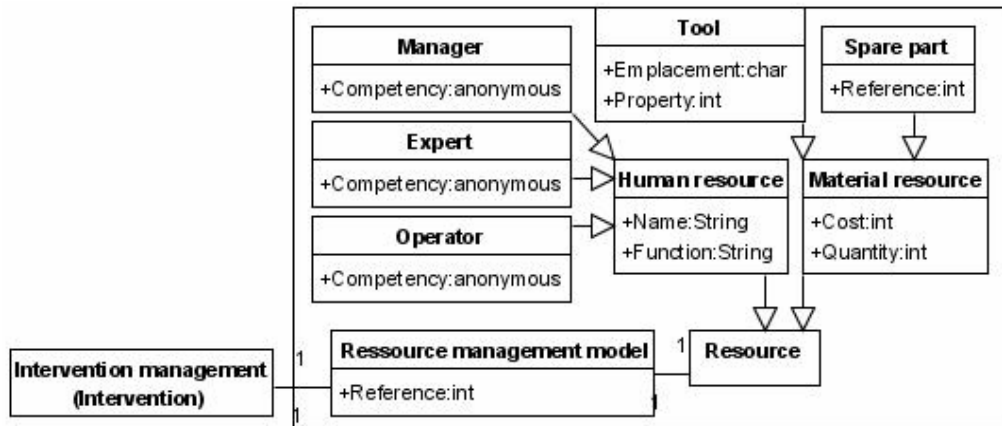 Manager
+Competency:anonymous
Expert
+Competency:anonymous
Operator
+Competency:anonymous
Tool
+Emplacement:char
+Property:int
Spare part
+Reference:int
Human resource
+Name:String
+Function:String
Material resource
+Cost:int
+Quantity:int
Intervention management
(Intervention)
1
1
Ressource management model
+Reference:int
1
1
Resource